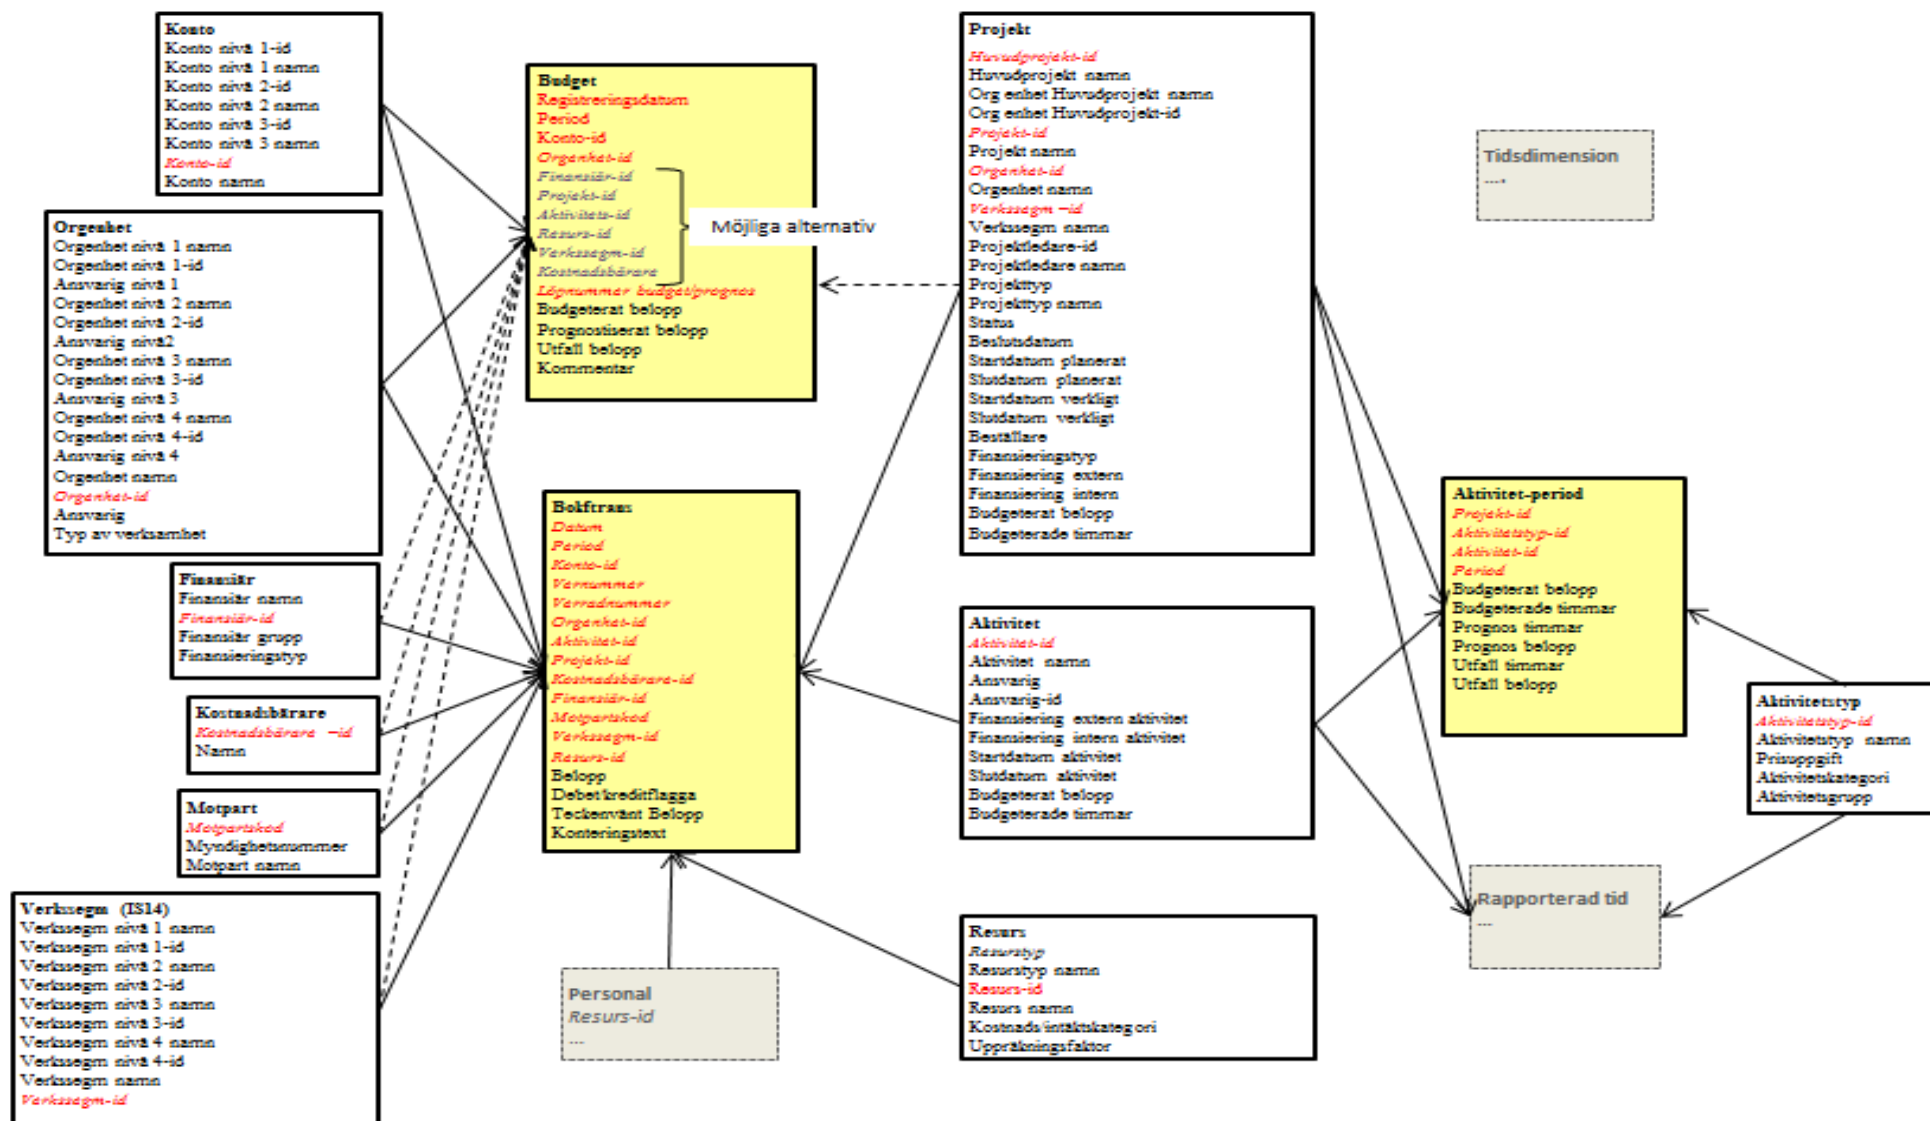 Konto
Konto nivå 1-id
Konto nivå 1 namn
Konto nivå 2-id
Konto nivå 2 namn
Konto nivå 3-id
Konto nivå 3 namn
Konto-id
Konto namn
Orgenhet
Orgenhet nivå 1 namn
Orgenhet nivå 1-id
Ansvarig nivå 1
Orgenhet nivå 2 namn
Orgenhet nivå 2-id
Ansvarig nivå2
Orgenhet nivå 3 namn
Orgenhet nivå 3-id
Ansvarig nivå 3
Orgenhet nivå 4 namn
Orgenhet nivå 4-id
Ansvarig nivå 4
Orgenhet namn
Orgenhet-id
Ansvarig
Typ av verksamhet
Finansiär
Finansiär namn
Finansiär-id
Finansiär grupp
Finansieringstyp
Kostnadsbärare
Kostnadsbärare –id
Namn
Motpart
Motpartskod
Myndighetsnummer
Motpart namn
Verkssegm (IS14)
Verkssegm nivå 1 namn
Verkssegm nivå 1-id
Verkssegm nivå 2 namn
Verkssegm nivå 2-id
Verkssegm nivå 3 namn
Verkssegm nivå 3-id
Verkssegm nivå 4 namn
Verkssegm nivå 4-id
Verkssegm namn
Verkssegm-id
Budget
Registreringsdatum
Period
Konto-id
Orgenhet-id
Finansiär-id
Projekt-id
Aktivitets-id
Resurs-id
Verkssegm-id
Kostnadsbärare
Möjliga alternativ
Löpnummer budget/prognos
Budgeterat belopp
Prognostiserat belopp
Utfall belopp
Kommentar
Bokftrans
Datum
Period
Konto-id
Vernummer
Verradnummer
Orgenhet-id
Aktivitet-id
Projekt-id
Kostnadsbärare-id
Finansiär-id
Motpartskod
Verkssegm-id
Resurs-id
Belopp
Debet/kreditflagga
Teckenvänt Belopp
Konteringstext
Personal
Resurs-id
...
Projekt
Huvudprojekt-id
Huvudprojekt namn
Org enhet Huvudprojekt namn
Org enhet Huvudprojekt-id
Projekt-id
Projekt namn
Orgenhet-id
Orgenhet namn
Verkssegm –id
Verkssegm namn
Projektledare-id
Projektledare namn
Projekttyp
Projekttyp namn
Status
Beslutsdatum
Startdatum planerat
Slutdatum planerat
Startdatum verkligt
Slutdatum verkligt
Beställare
Finansieringstyp
Finansiering extern
Finansiering intern
Budgeterat belopp
Budgeterade timmar
Aktivitet
Aktivitet-id
Aktivitet namn
Ansvarig
Ansvarig-id
Finansiering extern aktivitet
Finansiering intern aktivitet
Startdatum aktivitet
Slutdatum aktivitet
Budgeterat belopp
Budgeterade timmar
Resurs
Resurstyp
Resurstyp namn
Resurs-id
Resurs namn
Kostnads/intäktskategori
Uppräkningsfaktor
Tidsdimension
....
Aktivitet-period
Projekt-id
Aktivitetstyp-id
Aktivitet-id
Period
Budgeterat belopp
Budgeterade timmar
Prognos timmar
Prognos belopp
Utfall timmar
Utfall belopp
Aktivitetstyp
Aktivitetstyp-id
Aktivitetstyp namn
Prisuppgift
Aktivitetskategori
Aktivitetsgrupp
Rapporterad tid
...